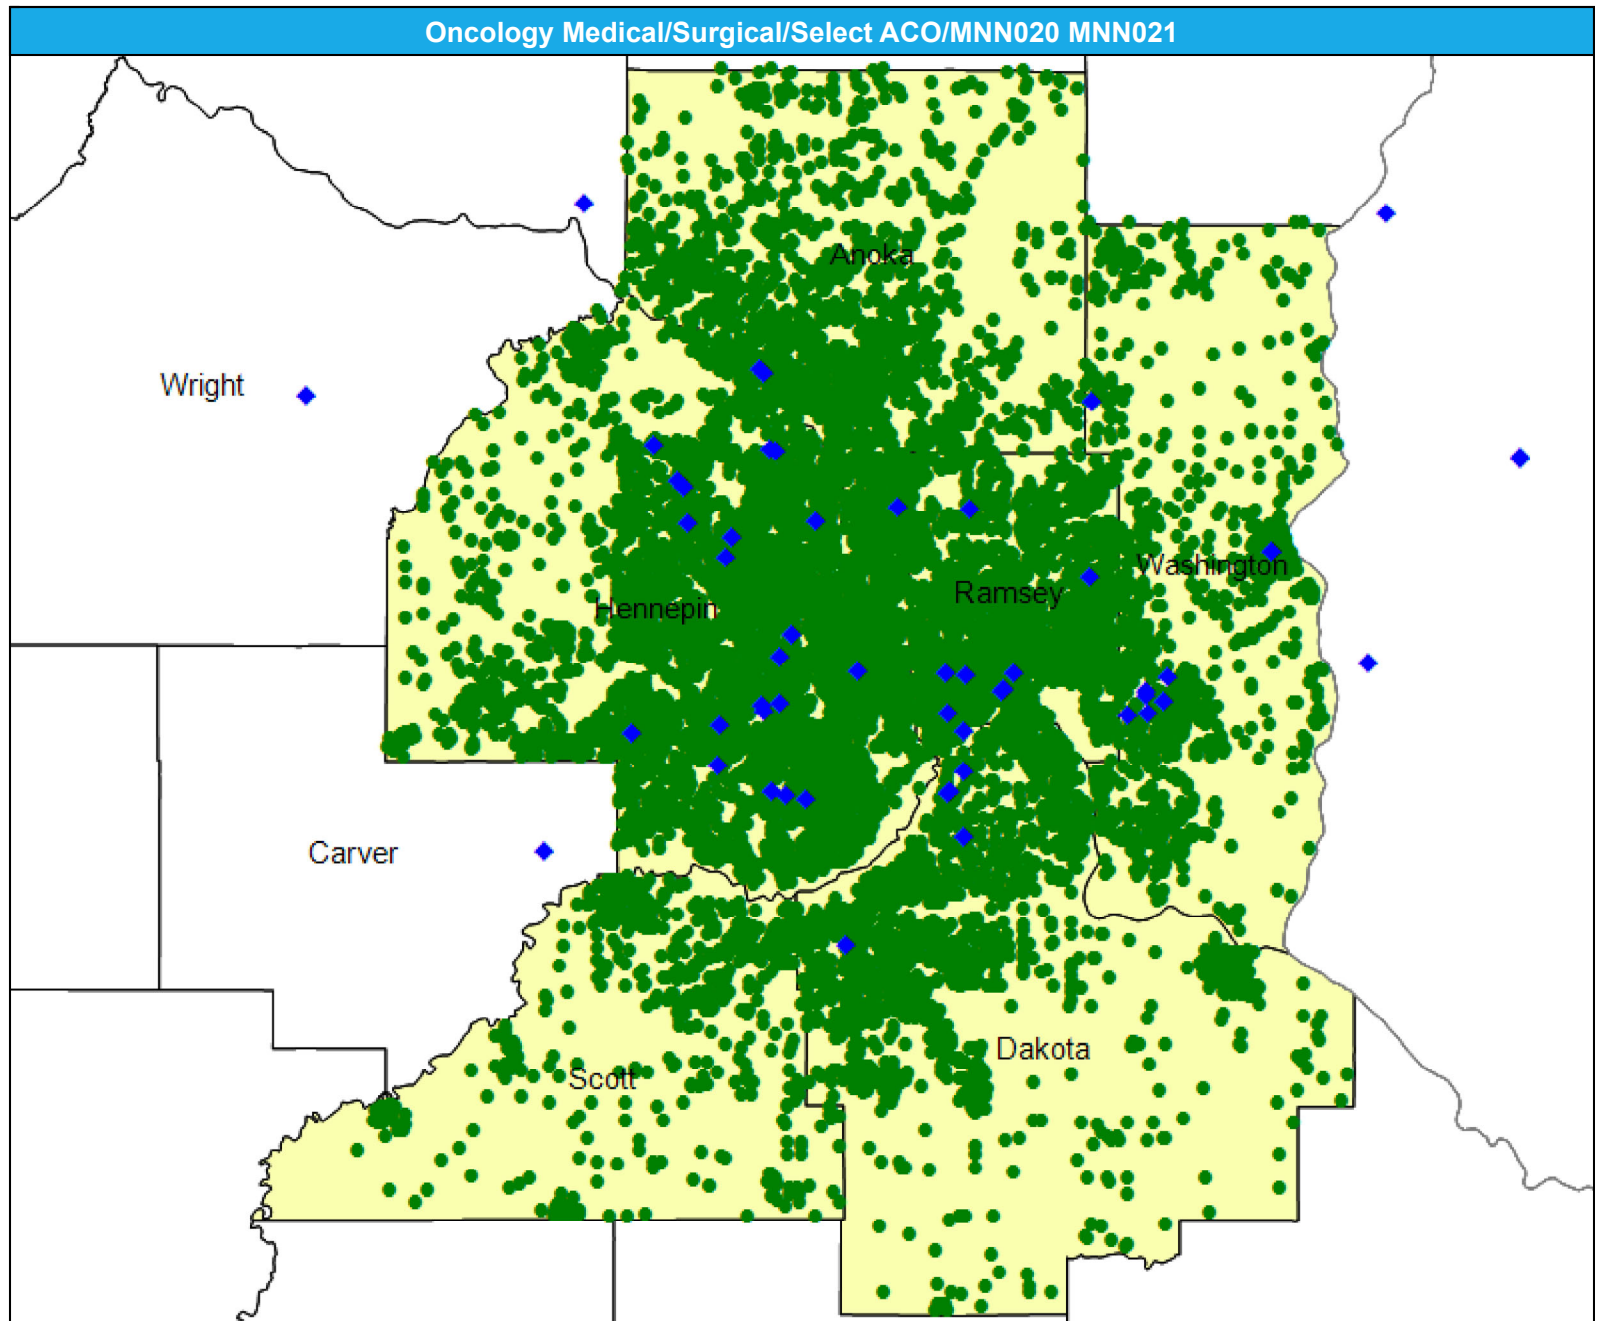 Oncology Medical/Surgical/Select ACO/MNN020 MNN021
Anoka
Wright
Washington
Ramsey
Hennepin
Carver
Dakota
Scott